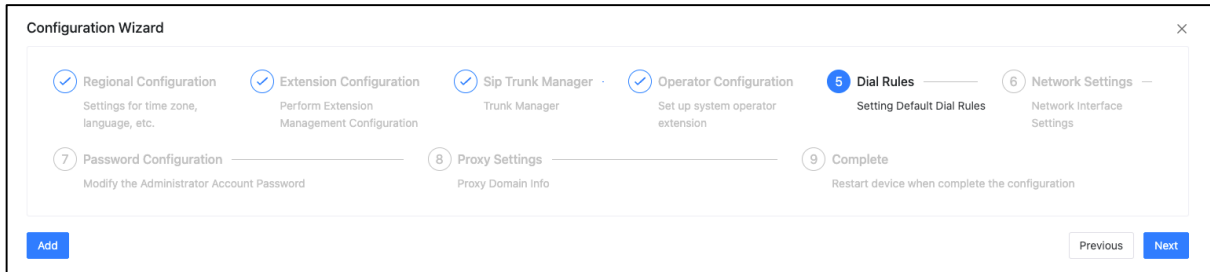 Configuration Wizard
Regional Configuration
Settings for time zone,
language, etc.
Extension Configuration
Perform Extension
Management Configuration
Sip Trunk Manager
Trunk Manager
Operator Configuration
Set up system operator
extension
5 Dial Rules
Setting Default Dial Rules
6 Network Settings
Network Interface
Settings
7 Password Configuration
Modify the Administrator Account Password
8 Proxy Settings
Proxy Domain Info
9 Complete
Restart device when complete the configuration
Add
Previous
Next